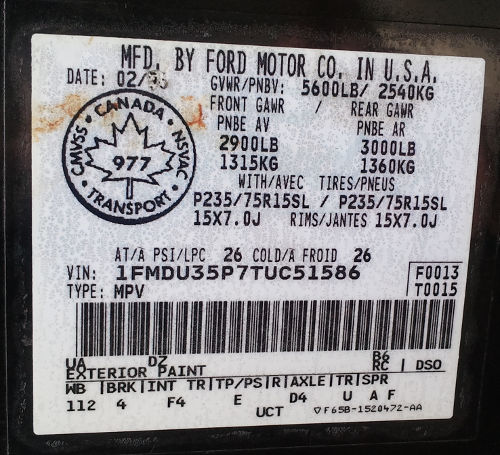 MFD. BY FORD MOTOR CO. IN U.S.A.
DATE: 02/
GVWR/PNBV: 5600LB/ 2540KG
FRONT GAWR / REAR GAWR
PNBE AV PNBE AR
2900LB 3000LB
1315KG 1360KG
WITH/AVEC TIRES/PNEUS
P235/75R15SL / P235/75R15SL
15X7.0J RIMS/JANTES 15X7.0J
CANADA
CMVSS · NSVAC
977
· TRANSPORT ·
AT/A PSI/LPC 26 COLD/A FROID 26
VIN: 1FMDU35P7TUC51586
F0013
TYPE: MPV
T0015
UA DZ B6
EXTERIOR PAINT RC | DSO
WB |BRK|INT TR|TP/PS|R|AXLE|TR|SPR
112 4 F4 E D4 U A F
UCT ▽F65B-1520472-AA